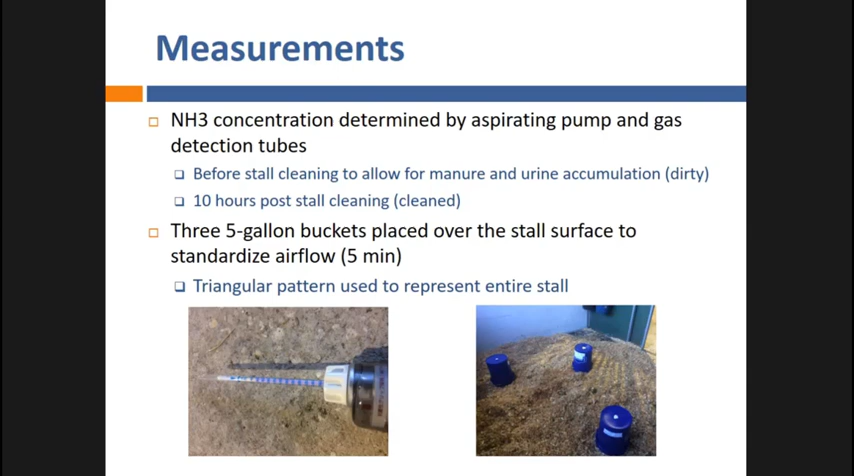 Measurements
NH3 concentration determined by aspirating pump and gas
detection tubes
Before stall cleaning to allow for manure and urine accumulation (dirty)
10 hours post stall cleaning (cleaned)
Three 5-gallon buckets placed over the stall surface to
standardize airflow (5 min)
Triangular pattern used to represent entire stall